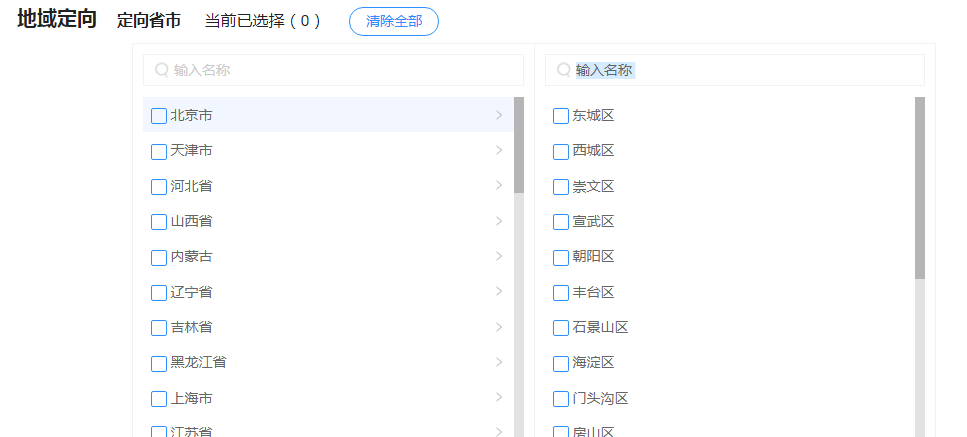 地域定向 定向省市 当前已选择（0） 清除全部
输入名称
北京市
天津市
河北省
山西省
内蒙古
辽宁省
吉林省
黑龙江省
上海市
江苏省
输入名称
东城区
西城区
崇文区
宣武区
朝阳区
丰台区
石景山区
海淀区
门头沟区
房山区